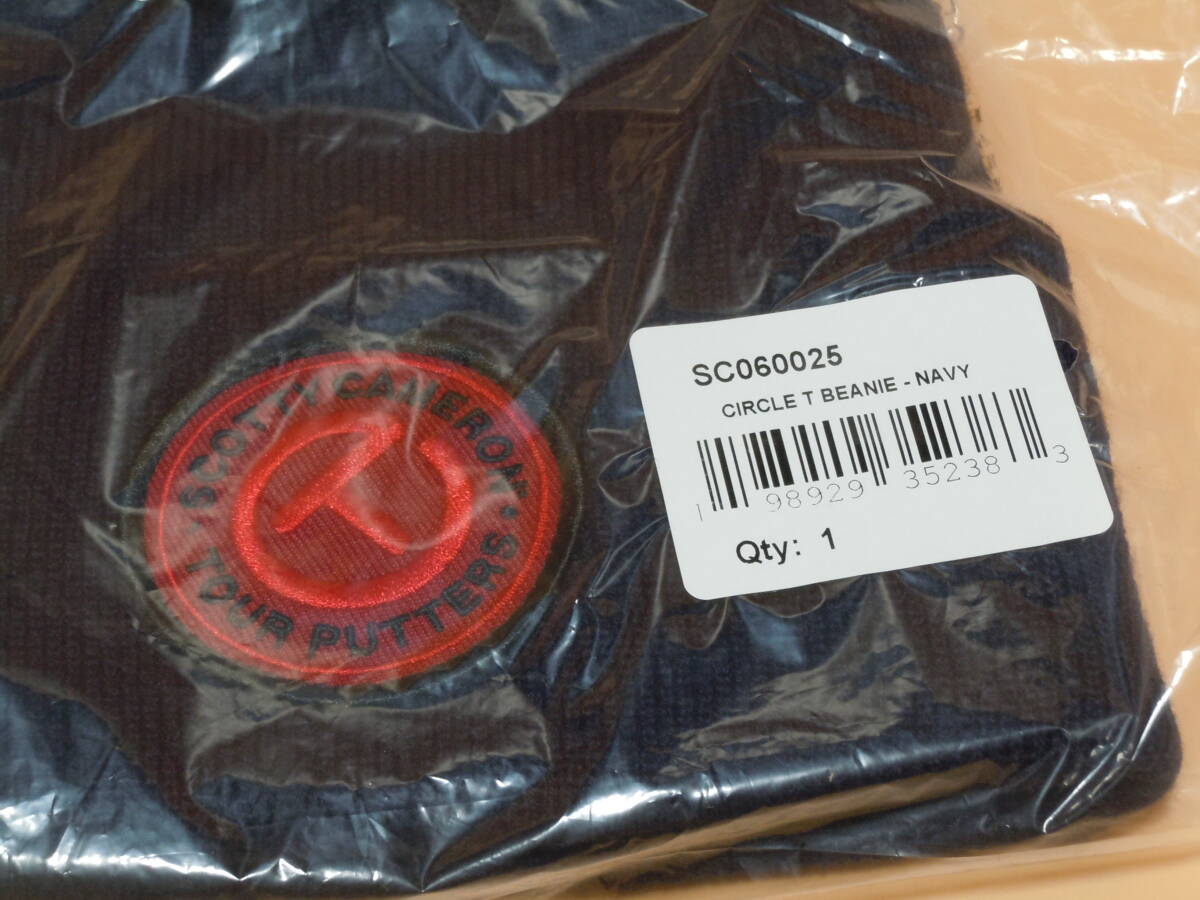 SCOTTY CAMERON
TOUR PUTTERS
SC060025
CIRCLE T BEANIE - NAVY
1 98929 35238 3
Qty: 1